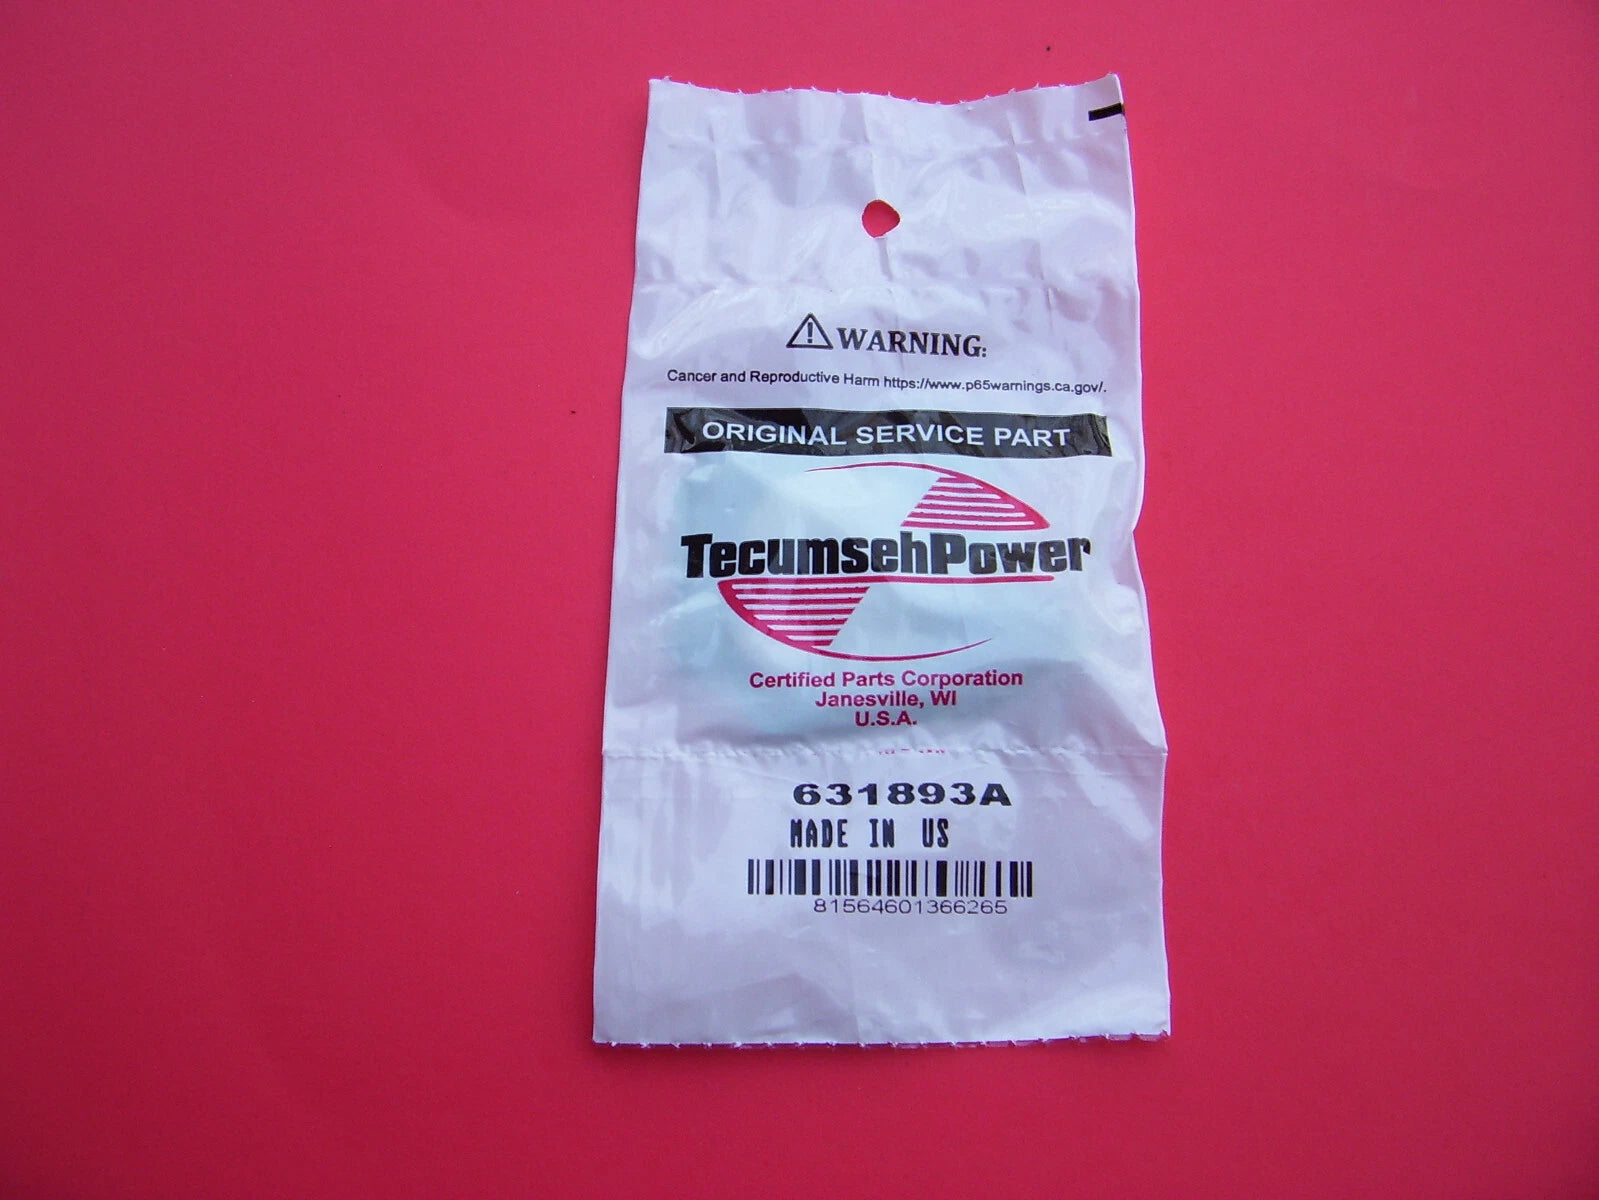 WARNING:
Cancer and Reproductive Harm https://www.p65warnings.ca.gov/.
ORIGINAL SERVICE PART
TecumsehPower
Certified Parts Corporation
Janesville, WI
U.S.A.
631893A
MADE IN US
81564601366265